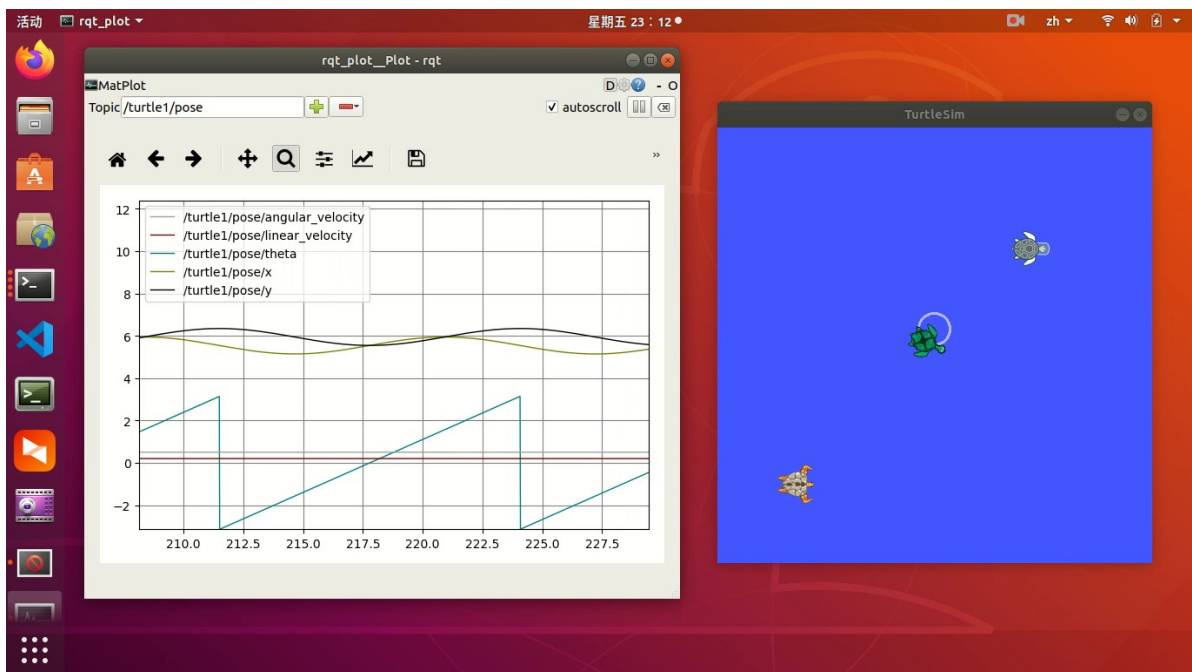 活动 rqt_plot 星期五 23：12 zh
rqt_plot__Plot - rqt
MatPlot D - O
Topic /turtle1/pose autoscroll
TurtleSim
»
/turtle1/pose/angular_velocity
/turtle1/pose/linear_velocity
/turtle1/pose/theta
/turtle1/pose/x
/turtle1/pose/y
12
10
8
6
4
2
0
−2
210.0 212.5 215.0 217.5 220.0 222.5 225.0 227.5